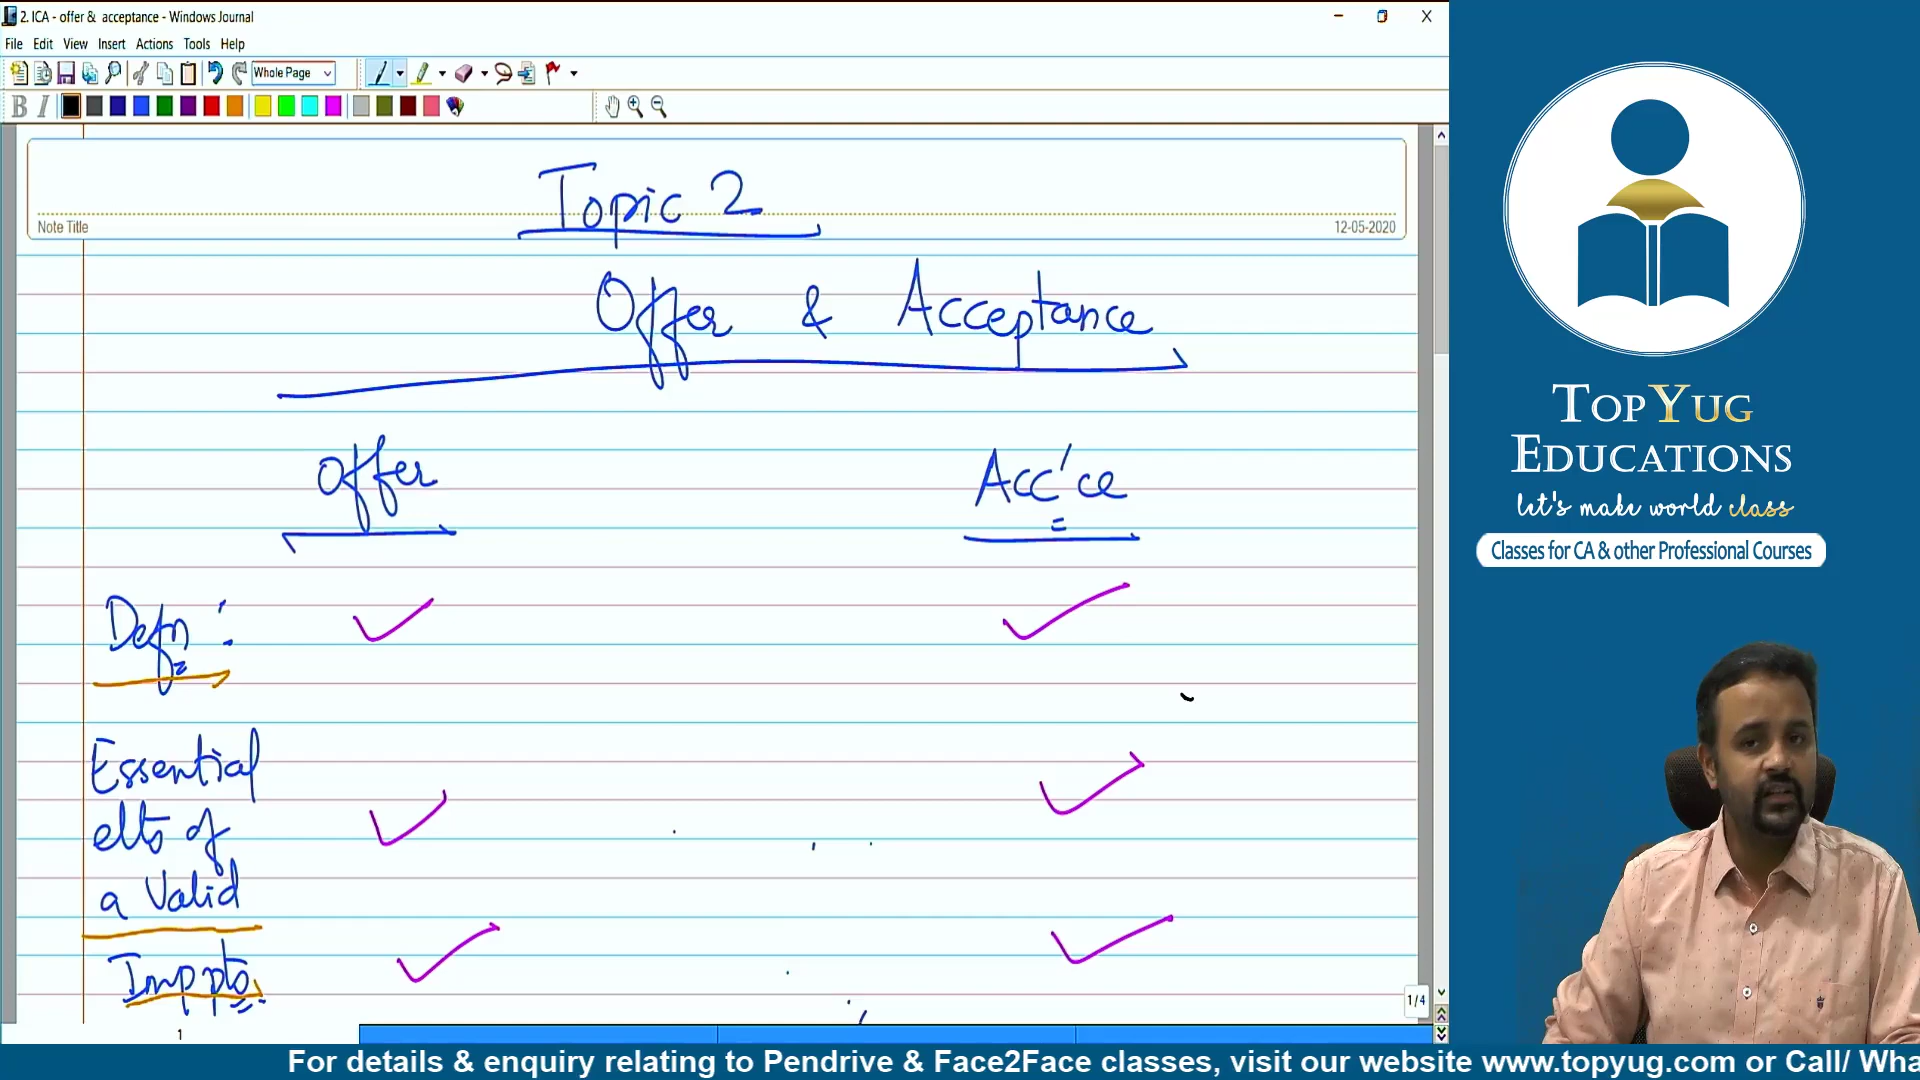 2. ICA - offer & acceptance - Windows Journal
File Edit View Insert Actions Tools Help
Whole Page
B I
Topic 2
Note Title
12-05-2020
Offer & Acceptance
Offer Acc'ce
Defn :
Essential
elts of
a Valid
Imp pts
1/4
1
TOPYUG
EDUCATIONS
let's make world class
Classes for CA & other Professional Courses
For details & enquiry relating to Pendrive & Face2Face classes, visit our website www.topyug.com or Call/ Wha